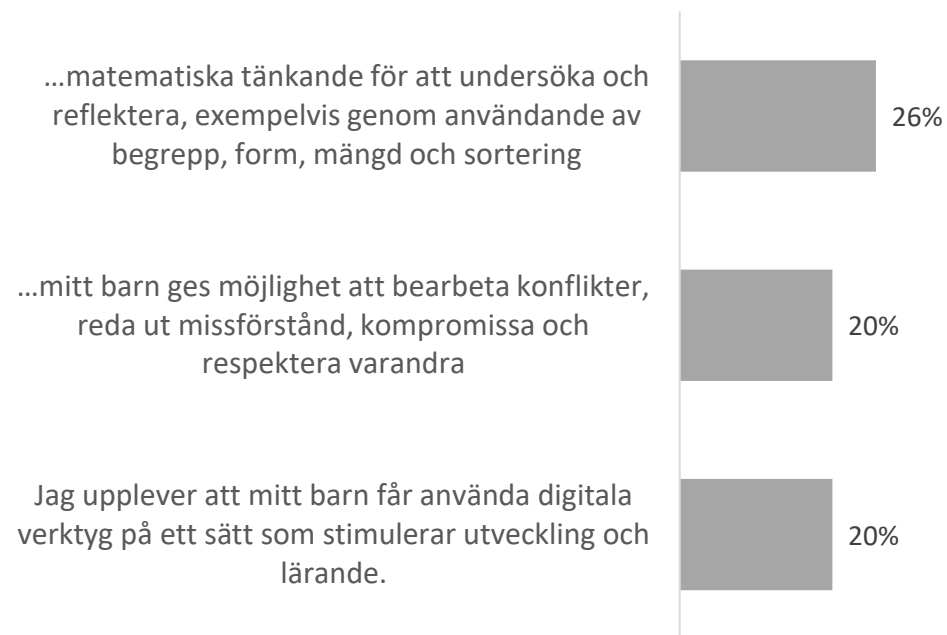 …matematiska tänkande för att undersöka och
reflektera, exempelvis genom användande av
begrepp, form, mängd och sortering
26%
…mitt barn ges möjlighet att bearbeta konflikter,
reda ut missförstånd, kompromissa och
respektera varandra
20%
Jag upplever att mitt barn får använda digitala
verktyg på ett sätt som stimulerar utveckling och
lärande.
20%